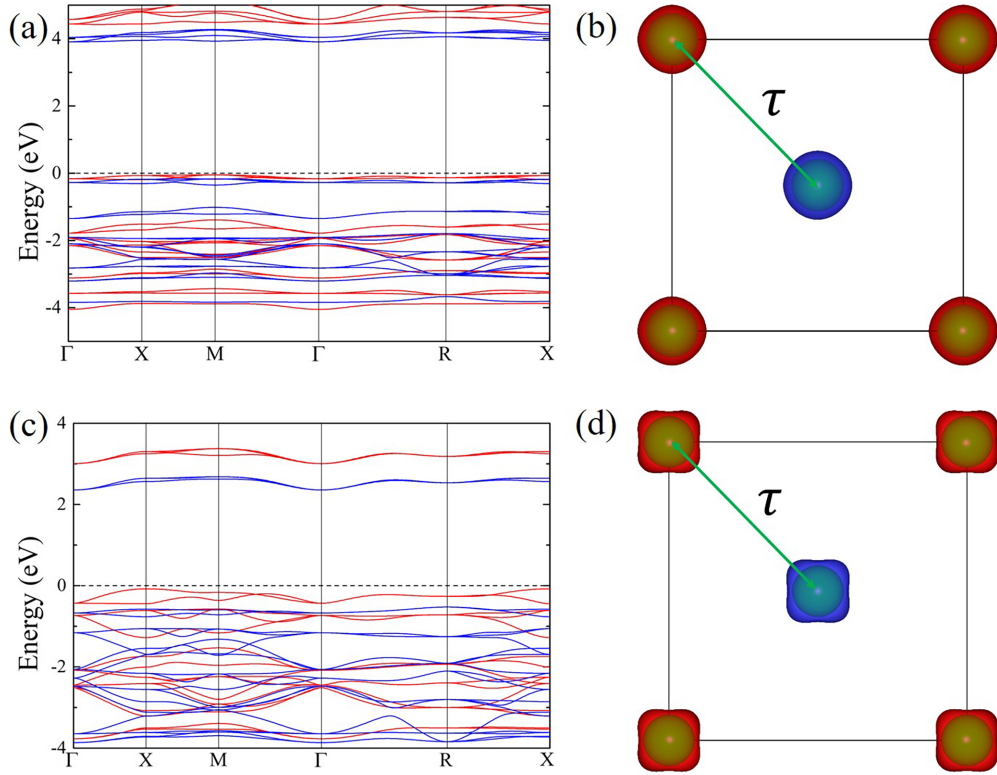 (a)
Energy (eV)
4
2
0
-2
-4
Γ X M Γ R X
(b)
τ
(c)
Energy (eV)
4
2
0
-2
-4
Γ X M Γ R X
(d)
τ